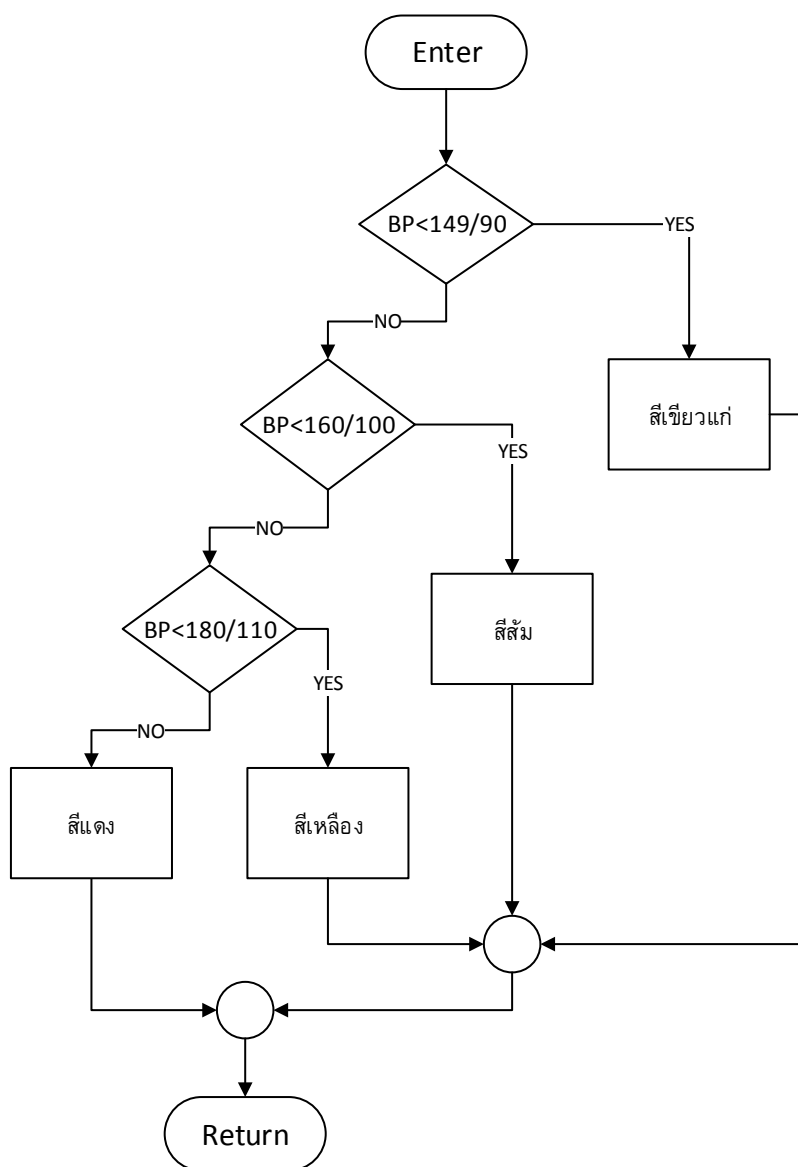 Enter
BP<149/90
YES
NO
สีเขียวแก่
BP<160/100
YES
NO
สีส้ม
BP<180/110
YES
NO
สีแดง
สีเหลือง
Return